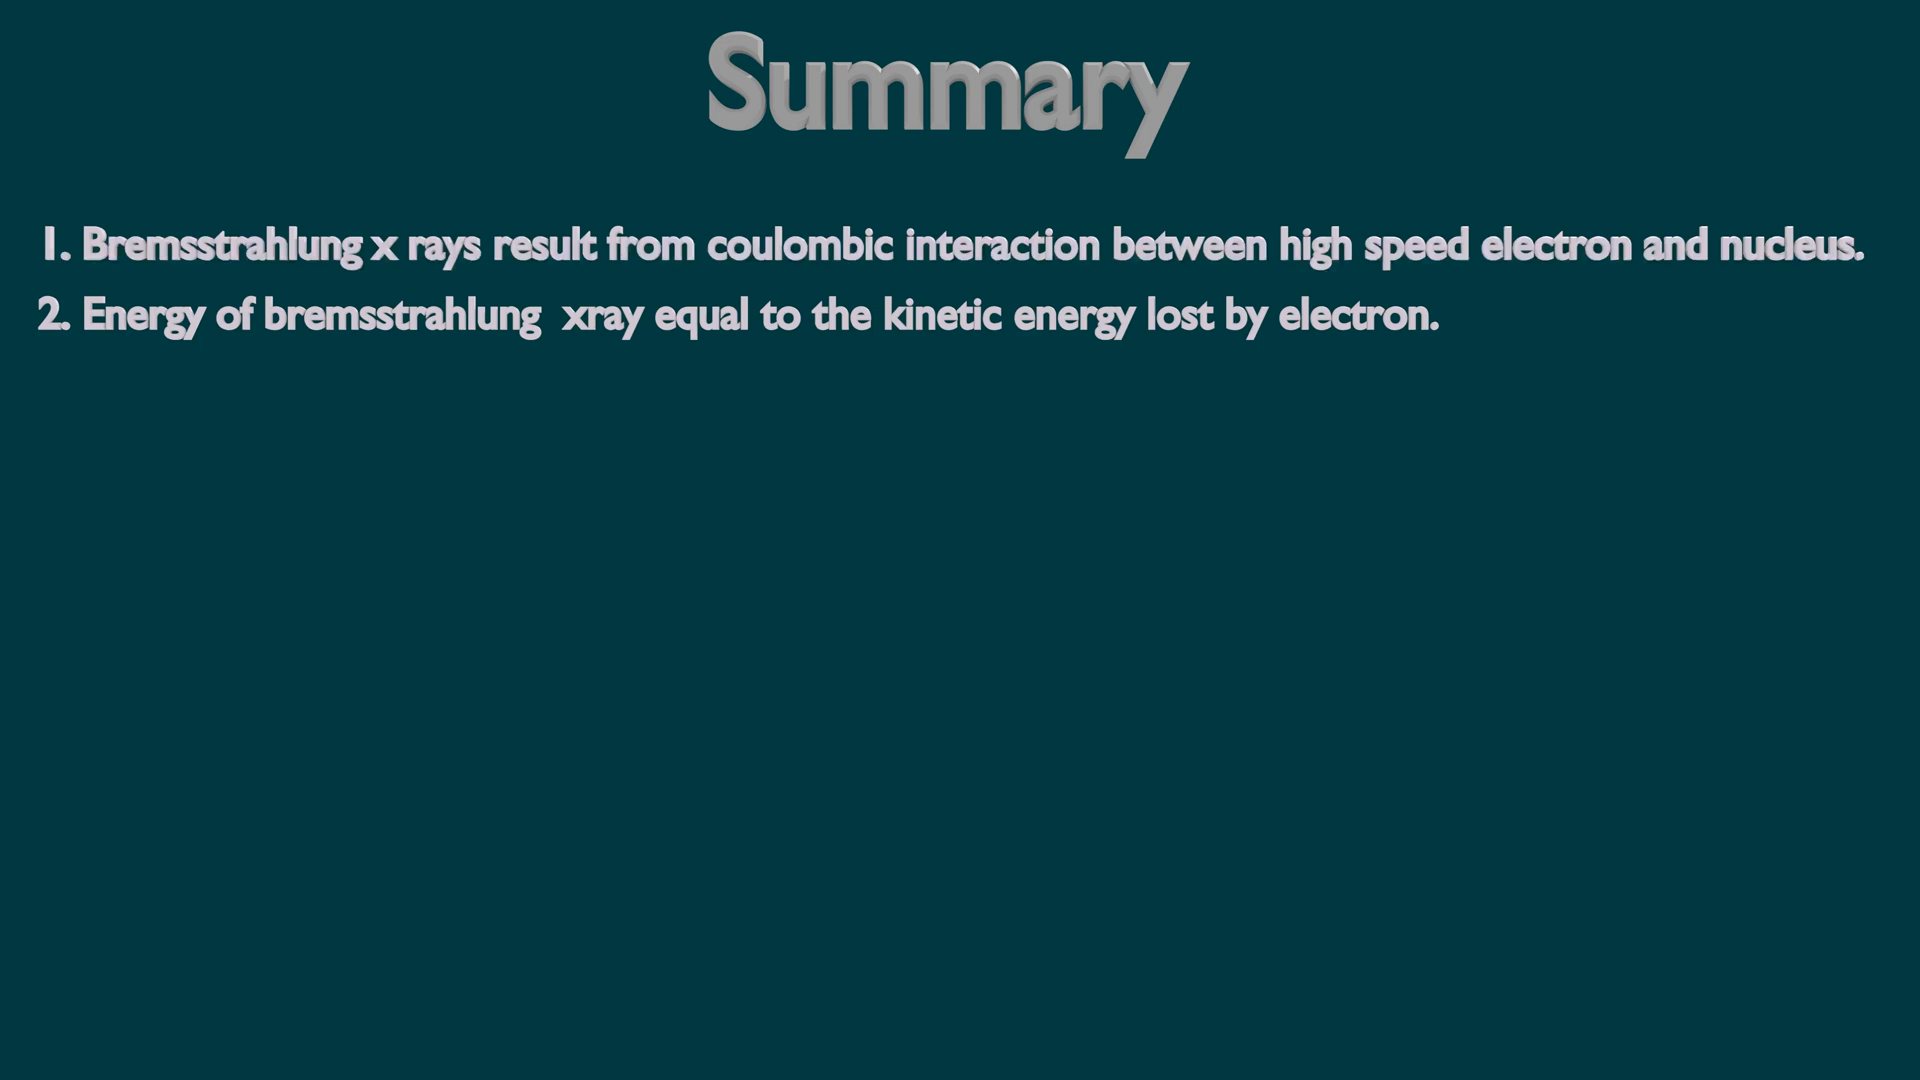 Summary
1. Bremsstrahlung x rays result from coulombic interaction between high speed electron and nucleus.
2. Energy of bremsstrahlung  xray equal to the kinetic energy lost by electron.